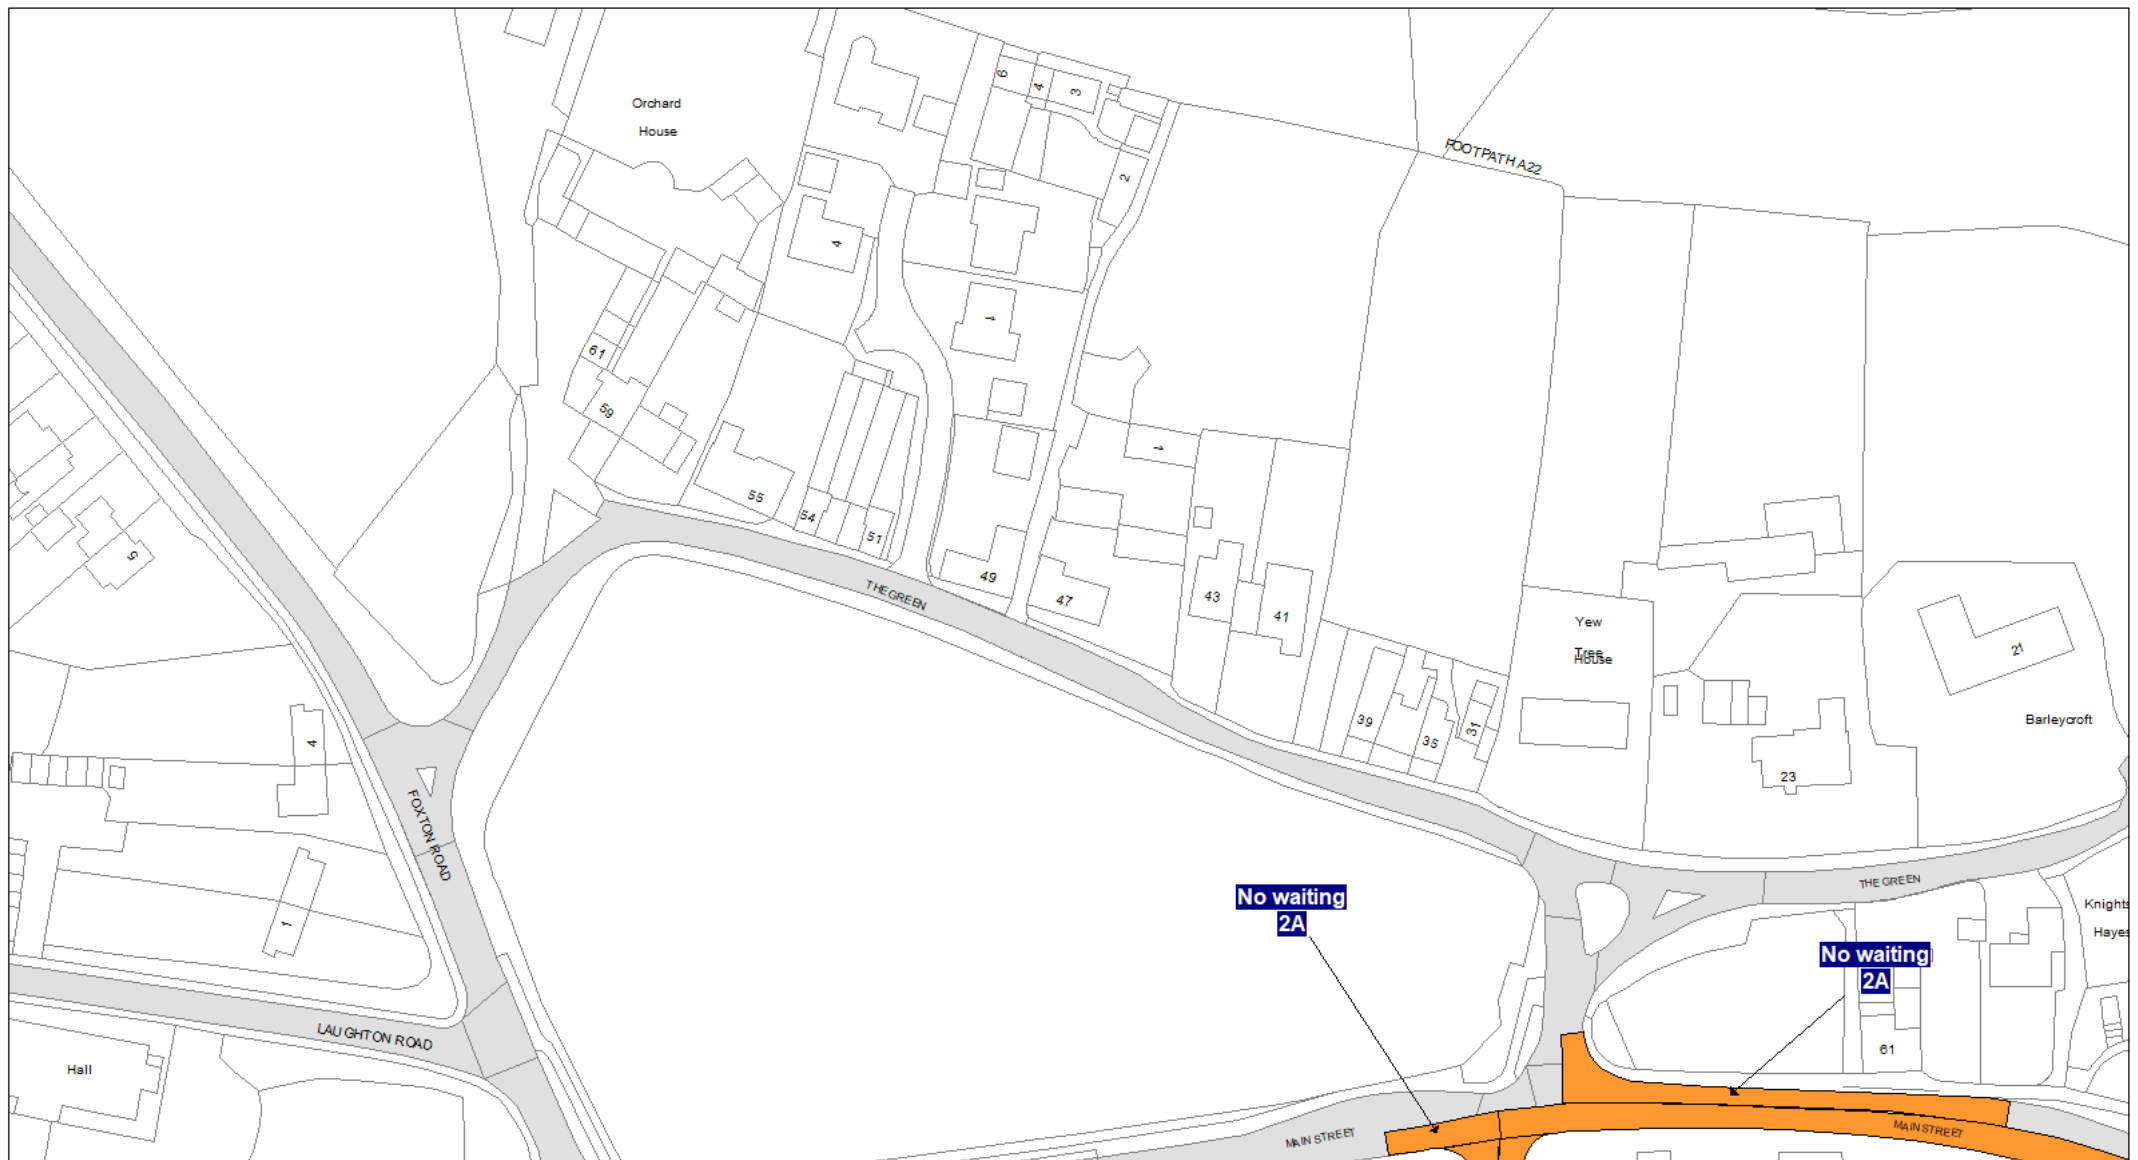 Orchard
House
6
4
3
2
FOOTPATH A22
4
1
61
59
55
54
51
1
49
47
43
41
THE GREEN
9
Yew
Tree
House
21
Barleycroft
39
35
31
23
4
FOXTON ROAD
THE GREEN
No waiting
2A
Knights
Hayes
1
No waiting
2A
LAUGHTON ROAD
Hall
61
MAIN STREET
MAIN STREET